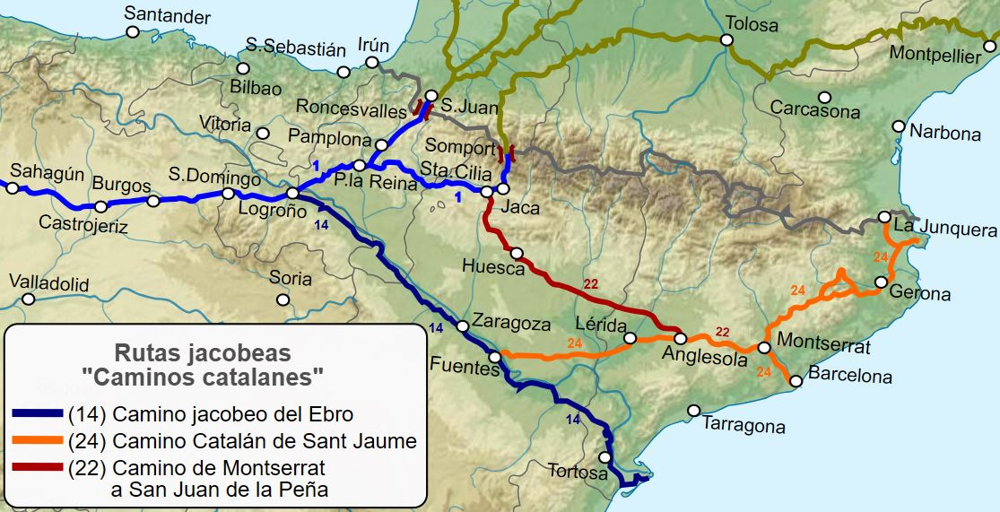 Santander
Tolosa
S.Sebastián
Irún
Montpellier
Bilbao
Roncesvalles
S.Juan
Carcasona
Vitoria
Narbona
Pamplona
Somport
Sahagún
Burgos
S.Domingo
1
P.la Reina
Sta.Cilia
1
Castrojeriz
Logroño
Jaca
14
La Junquera
Huesca
24
Valladolid
Soria
22
24
Gerona
14
Zaragoza
Lérida
22
24
Anglesola
Montserrat
Fuentes
24
Barcelona
14
Tarragona
Tortosa
Rutas jacobeas
"Caminos catalanes"
(14) Camino jacobeo del Ebro
(24) Camino Catalán de Sant Jaume
(22) Camino de Montserrat
a San Juan de la Peña